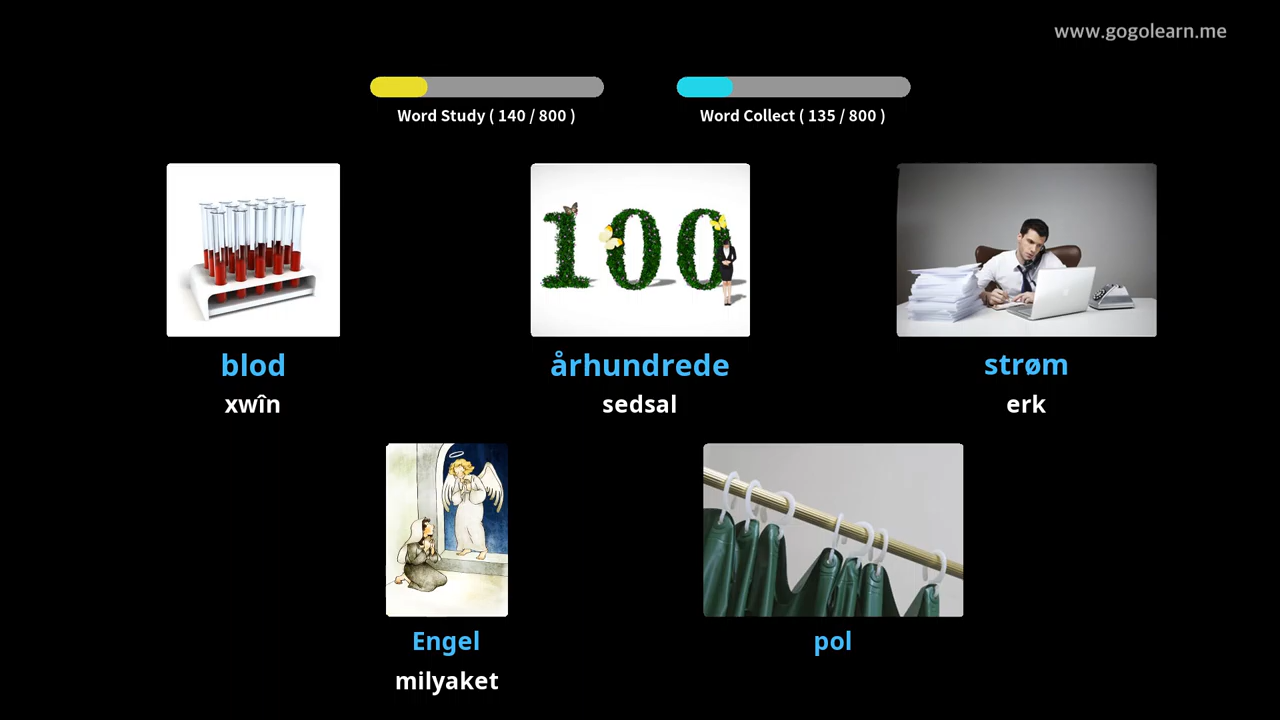 www.gogolearn.me
Word Study ( 140 / 800 )
Word Collect ( 135 / 800 )
blod
århundrede
strøm
xwîn
sedsal
erk
Engel
pol
milyaket